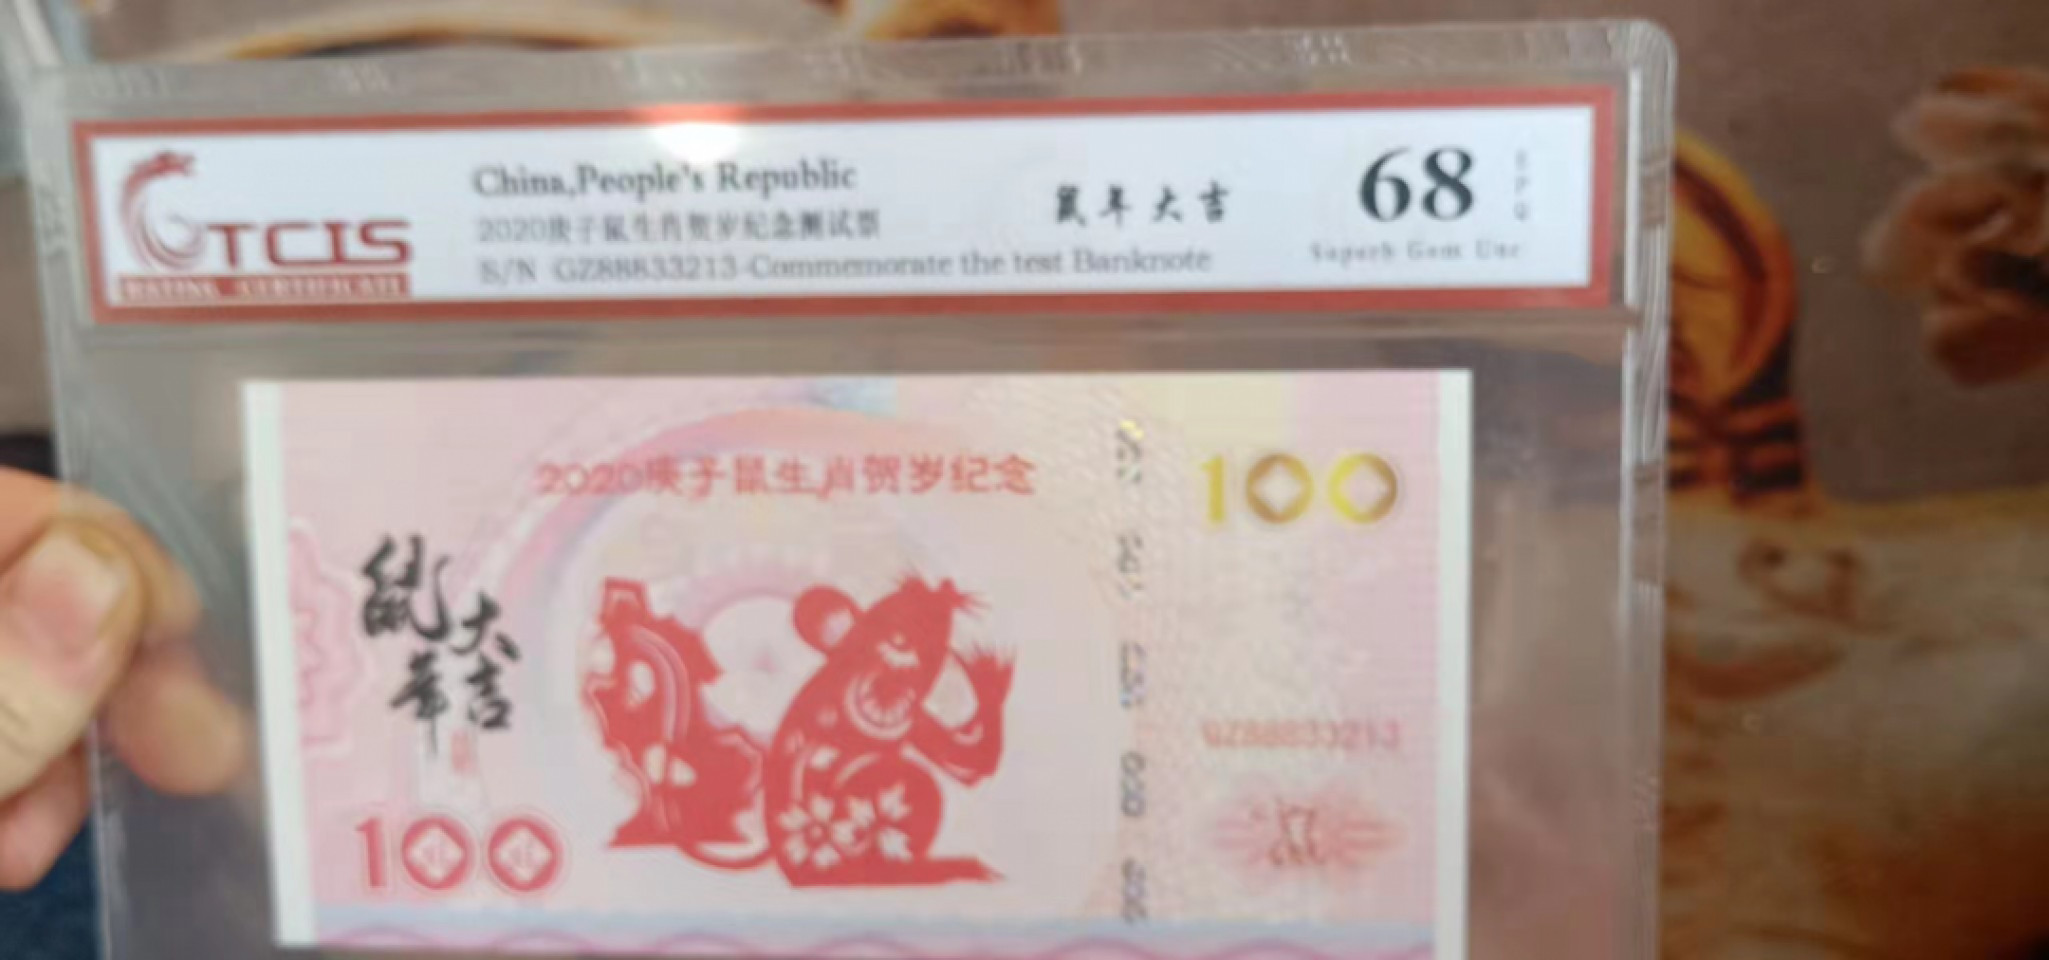 TCIS
RATING CERTIFICATE
China,People's Republic
2020庚子鼠生肖贺岁纪念测试票
S/N GZ88833213 Commemorate the test Banknote
鼠年大吉
68
EPQ
Superb Gem Unc
2020庚子鼠生肖贺岁纪念
100
鼠年大吉
GZ88833213
100